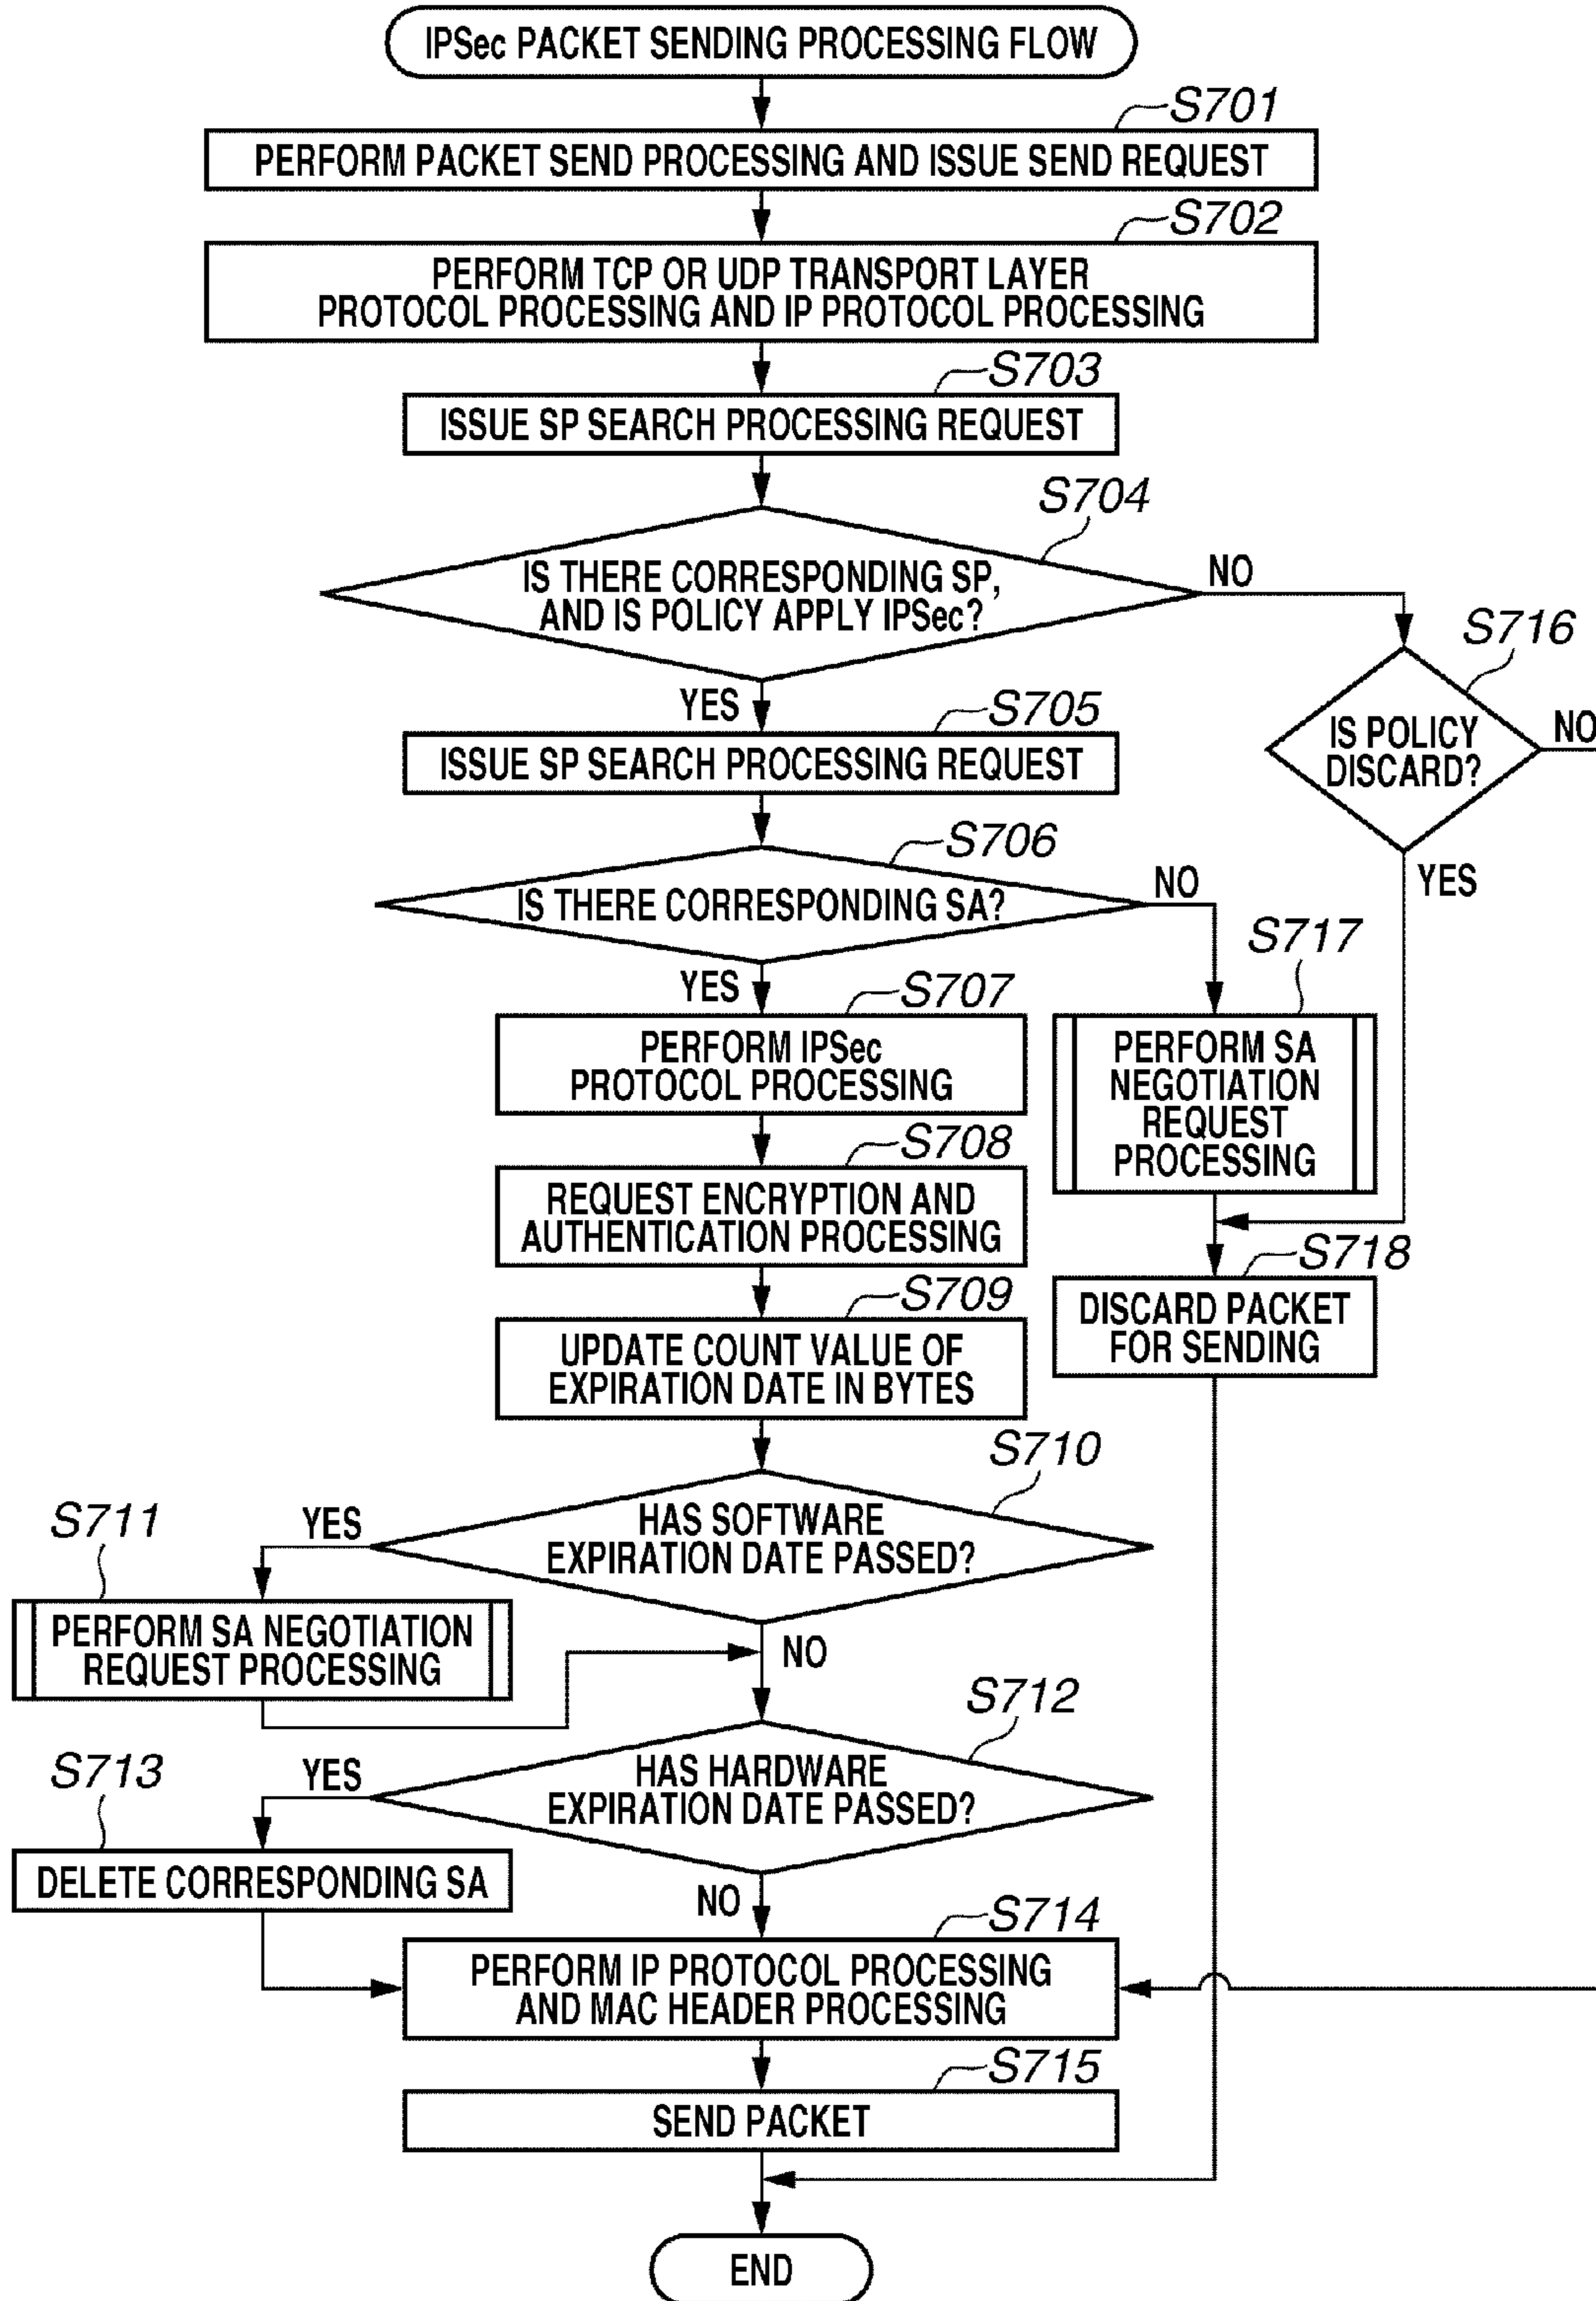 IPSec PACKET SENDING PROCESSING FLOW
S701
PERFORM PACKET SEND PROCESSING AND ISSUE SEND REQUEST
S702
PERFORM TCP OR UDP TRANSPORT LAYER
PROTOCOL PROCESSING AND IP PROTOCOL PROCESSING
S703
ISSUE SP SEARCH PROCESSING REQUEST
S704
IS THERE CORRESPONDING SP,
AND IS POLICY APPLY IPSec?
NO
S716
IS POLICY
DISCARD?
NO
YES
YES
S705
ISSUE SP SEARCH PROCESSING REQUEST
S706
IS THERE CORRESPONDING SA?
NO
S717
PERFORM SA
NEGOTIATION
REQUEST
PROCESSING
YES
S707
PERFORM IPSec
PROTOCOL PROCESSING
S708
REQUEST ENCRYPTION AND
AUTHENTICATION PROCESSING
S718
DISCARD PACKET
FOR SENDING
S709
UPDATE COUNT VALUE OF
EXPIRATION DATE IN BYTES
S710
HAS SOFTWARE
EXPIRATION DATE PASSED?
YES
S711
PERFORM SA NEGOTIATION
REQUEST PROCESSING
NO
S712
HAS HARDWARE
EXPIRATION DATE PASSED?
YES
S713
DELETE CORRESPONDING SA
NO
S714
PERFORM IP PROTOCOL PROCESSING
AND MAC HEADER PROCESSING
S715
SEND PACKET
END